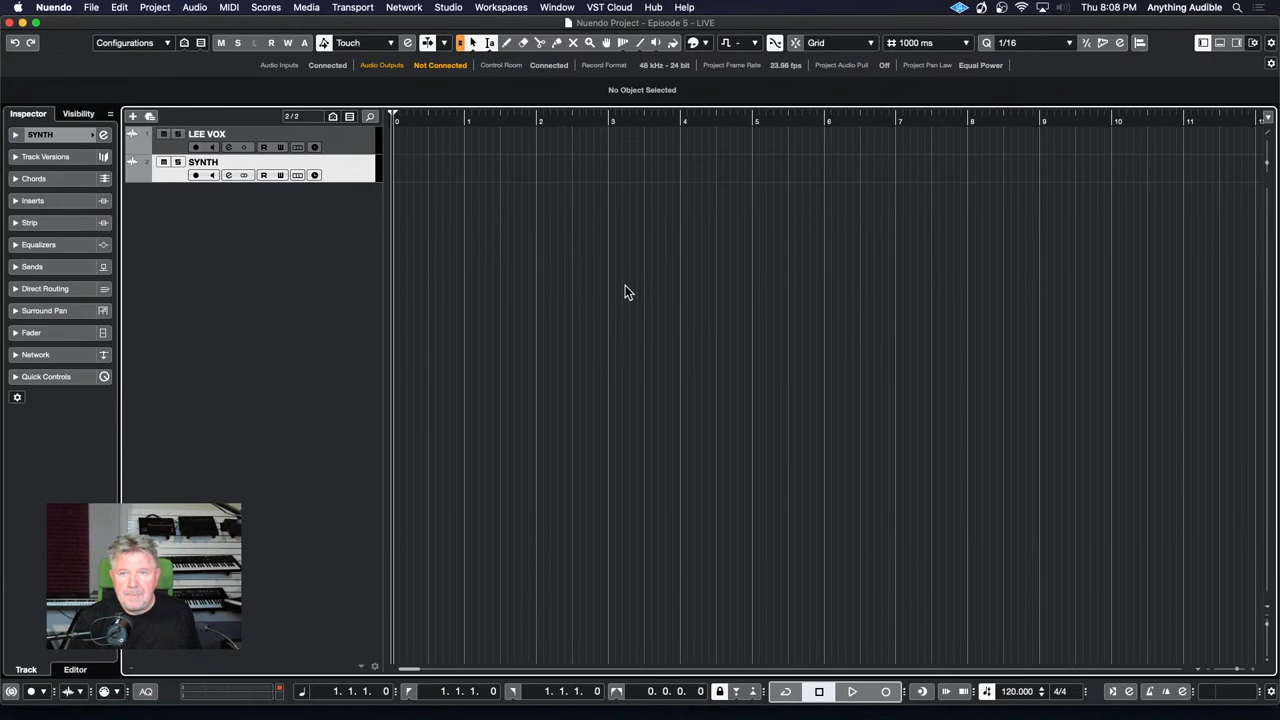 Nuendo File Edit Project Audio MIDI Scores Media Transport Network Studio Workspaces Window VST Cloud Hub Help Thu 8:08 PM Anything Audible
Nuendo Project - Episode 5 - LIVE
Configurations M S L R W A Touch Grid 1000 ms Q 1/16
Audio Inputs Connected Audio Outputs Not Connected Control Room Connected Record Format 48 kHz - 24 bit Project Frame Rate 23.98 fps Project Audio Pull Off Project Pan Law Equal Power
No Object Selected
Inspector Visibility 2/2 0 1 2 3 4 5 6 7 8 9 10 11
SYNTH
1 M S LEE VOX
R W
2 M S SYNTH
R W
Track Versions
Chords
Inserts
Strip
Equalizers
Sends
Direct Routing
Surround Pan
Fader
Network
Quick Controls
Track Editor
AQ 1. 1. 1. 0 1. 1. 1. 0 1. 1. 1. 0 0. 0. 0. 0 120.000 4/4